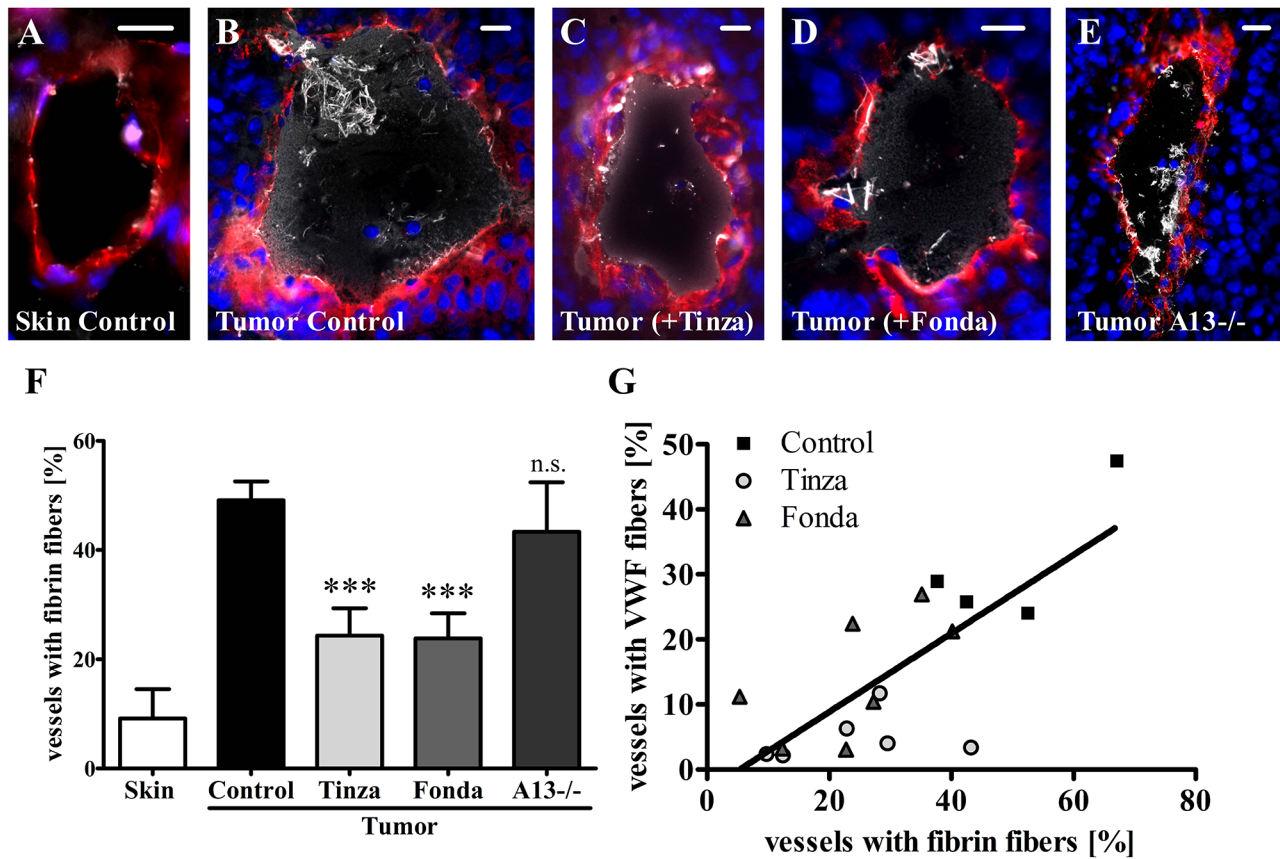 A B C D E
Skin Control Tumor Control Tumor (+Tinza) Tumor (+Fonda) Tumor A13-/-
F
vessels with fibrin fibers [%]
60
40
20
0
*** *** n.s.
Skin Control Tinza Fonda A13-/-
Tumor
G
vessels with VWF fibers [%]
50
40
30
20
10
0
Control
Tinza
Fonda
0 20 40 60 80
vessels with fibrin fibers [%]